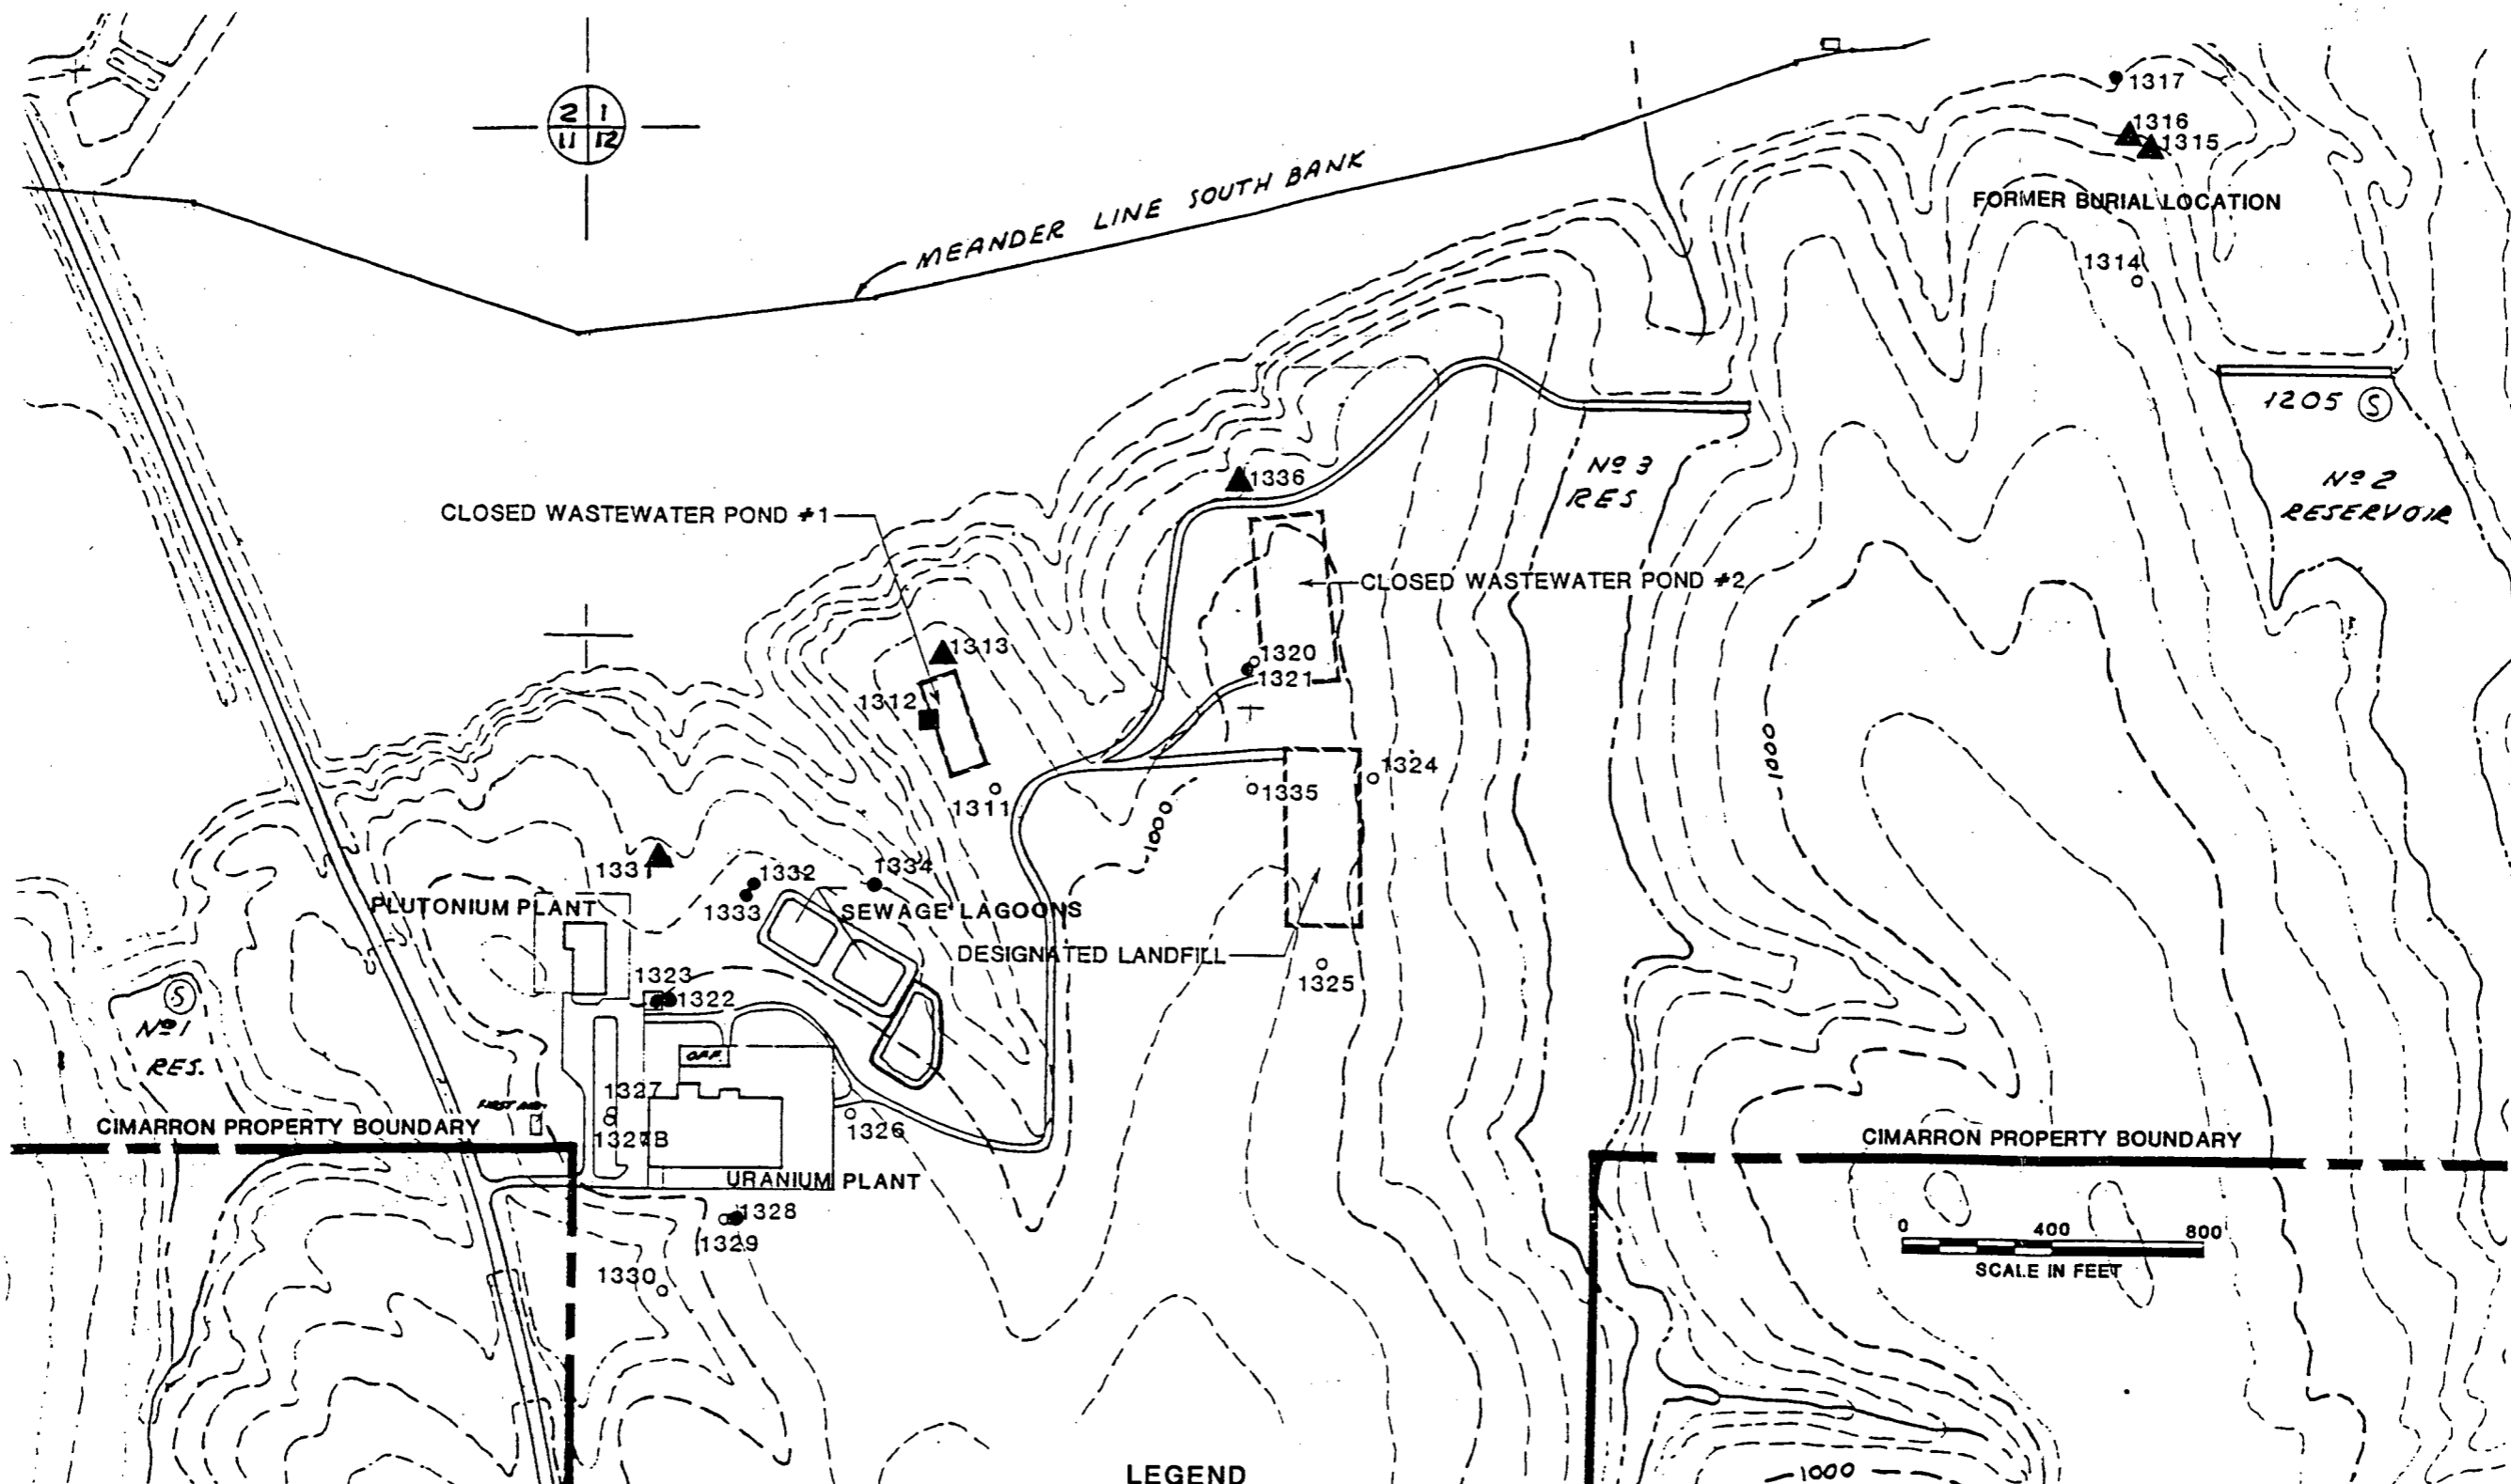 2 1
11 12
MEANDER LINE SOUTH BANK
1317
1316
1315
FORMER BURIAL LOCATION
1314
1205 S
Nº 3
RES
Nº 2
RESERVOIR
1336
CLOSED WASTEWATER POND #1
CLOSED WASTEWATER POND #2
1313
1320
1321
1312
1000
1324
1335
1311
1000
1331
1332
1334
1333
PLUTONIUM PLANT
SEWAGE LAGOONS
DESIGNATED LANDFILL
1325
1323
1322
S
Nº 1
RES.
OFF.
1327
1326
1327B
CIMARRON PROPERTY BOUNDARY
CIMARRON PROPERTY BOUNDARY
URANIUM PLANT
1328
1329
1330
0 400 800
SCALE IN FEET
LEGEND
1000